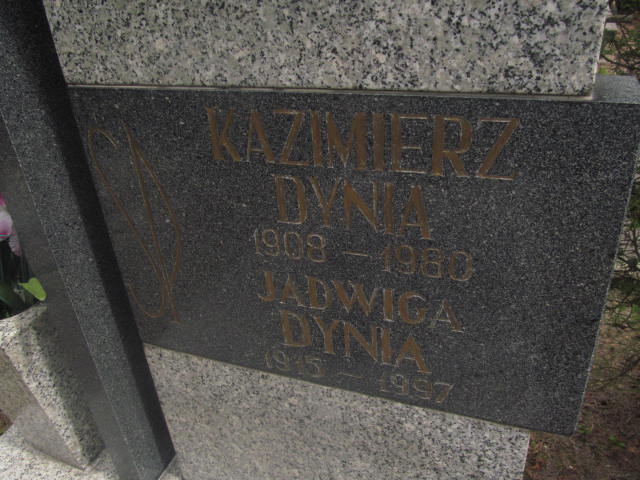 KAZIMIERZ
DYNIA
1908 – 1980
JADWIGA
DYNIA
1915 – 1997